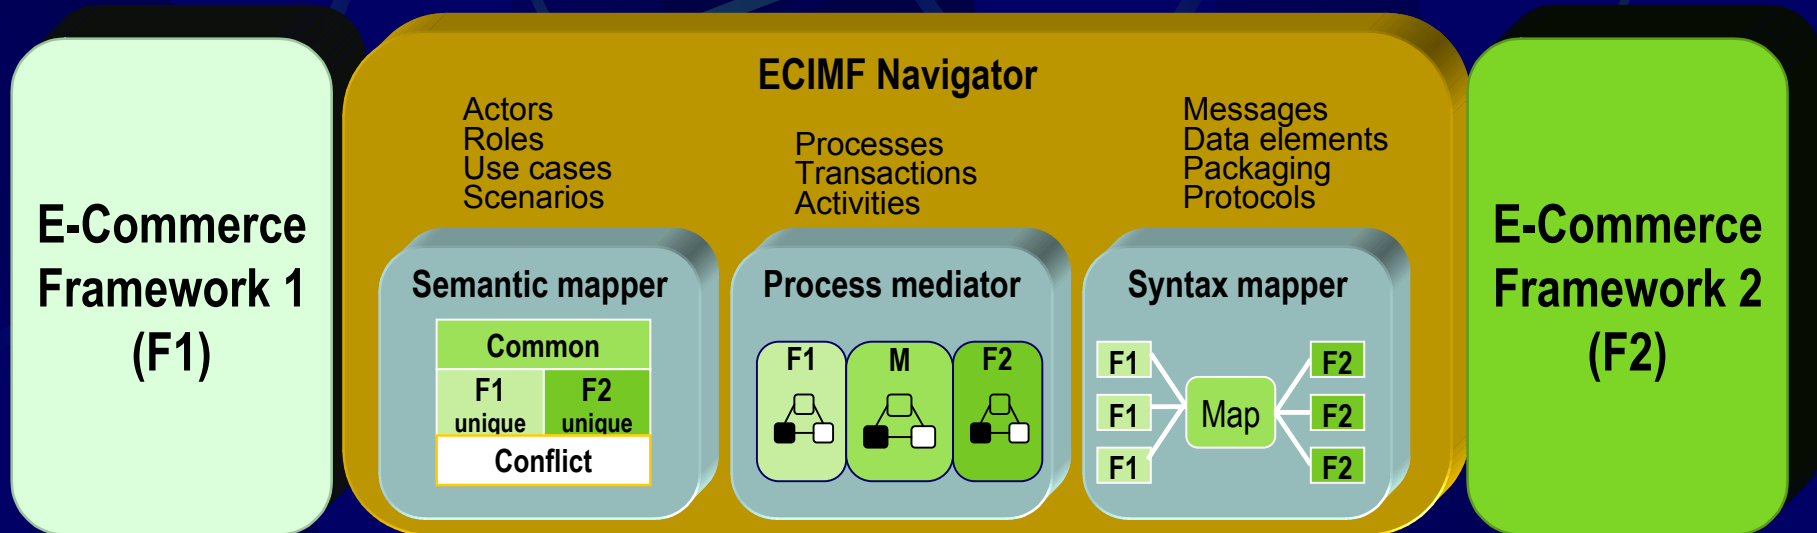 E-Commerce
Framework 1
(F1)
ECIMF Navigator
Actors
Roles
Use cases
Scenarios
Processes
Transactions
Activities
Messages
Data elements
Packaging
Protocols
Semantic mapper
Common
F1
unique
F2
unique
Conflict
Process mediator
F1
M
F2
Syntax mapper
F1
F1
F1
Map
F2
F2
F2
E-Commerce
Framework 2
(F2)